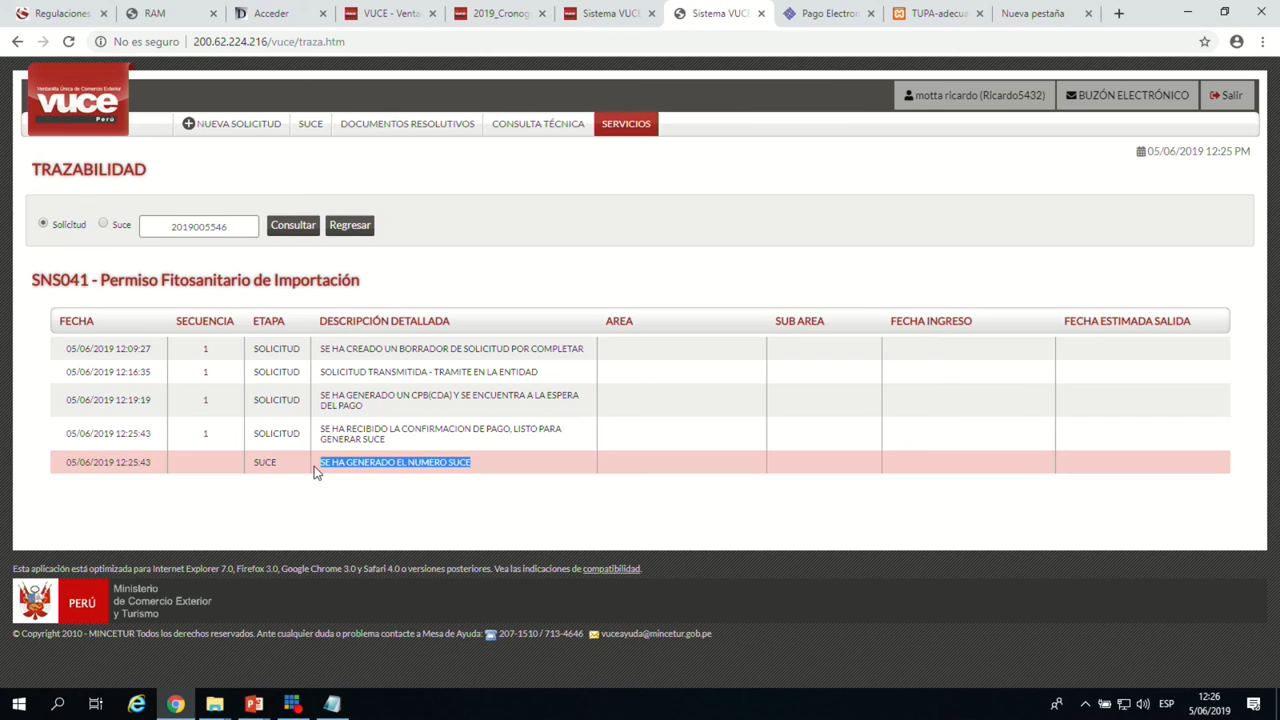 Regulaciones
RAM
Acceder
VUCE - Venta
2019_Cronog
Sistema VUC
Sistema VUC
Pago Electron
TUPA-adecua
Nueva pestaña
No es seguro
200.62.224.216/vuce/traza.htm
Ventanilla Única de Comercio Exterior
vuce
Perú
motta ricardo (Ricardo5432)
BUZÓN ELECTRÓNICO
Salir
NUEVA SOLICITUD
SUCE
DOCUMENTOS RESOLUTIVOS
CONSULTA TÉCNICA
SERVICIOS
05/06/2019 12:25 PM
TRAZABILIDAD
Solicitud
Suce
2019005546
Consultar
Regresar
SNS041 - Permiso Fitosanitario de Importación
FECHA SECUENCIA ETAPA DESCRIPCIÓN DETALLADA AREA SUB AREA FECHA INGRESO FECHA ESTIMADA SALIDA
05/06/2019 12:09:27 1 SOLICITUD SE HA CREADO UN BORRADOR DE SOLICITUD POR COMPLETAR
05/06/2019 12:16:35 1 SOLICITUD SOLICITUD TRANSMITIDA - TRAMITE EN LA ENTIDAD
05/06/2019 12:19:19 1 SOLICITUD SE HA GENERADO UN CPB(CDA) Y SE ENCUENTRA A LA ESPERA
DEL PAGO
05/06/2019 12:25:43 1 SOLICITUD SE HA RECIBIDO LA CONFIRMACION DE PAGO, LISTO PARA
GENERAR SUCE
05/06/2019 12:25:43 SUCE SE HA GENERADO EL NUMERO SUCE
Esta aplicación está optimizada para Internet Explorer 7.0, Firefox 3.0, Google Chrome 3.0 y Safari 4.0 o versiones posteriores. Vea las indicaciones de compatibilidad.
PERÚ
Ministerio
de Comercio Exterior
y Turismo
© Copyright 2010 - MINCETUR Todos los derechos reservados. Ante cualquier duda o problema contacte a Mesa de Ayuda: 207-1510 / 713-4646 vuceayuda@mincetur.gob.pe
ESP
12:26
5/06/2019